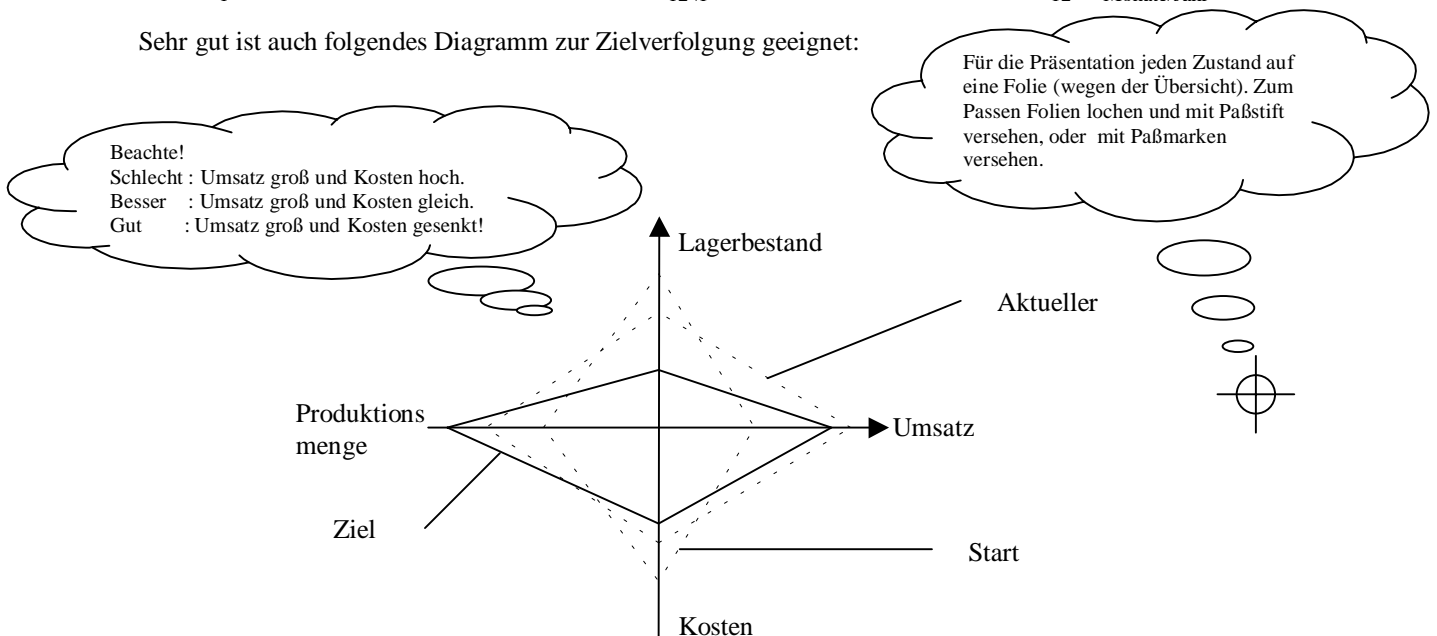 Sehr gut ist auch folgendes Diagramm zur Zielverfolgung geeignet:
Für die Präsentation jeden Zustand auf
eine Folie (wegen der Übersicht). Zum
Passen Folien lochen und mit Paßstift
versehen, oder mit Paßmarken
versehen.
Beachte!
Schlecht : Umsatz groß und Kosten hoch.
Besser : Umsatz groß und Kosten gleich.
Gut : Umsatz groß und Kosten gesenkt!
Lagerbestand
Aktueller
Produktions
menge
Umsatz
Ziel
Start
Kosten